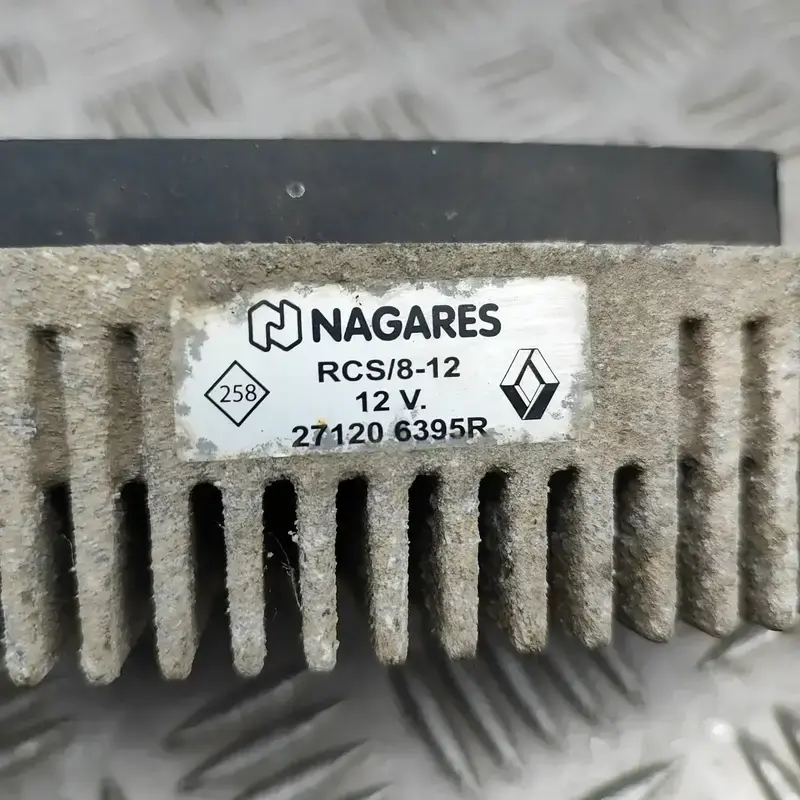 NAGARES
RCS/8-12
258
12 V.
27120 6395R